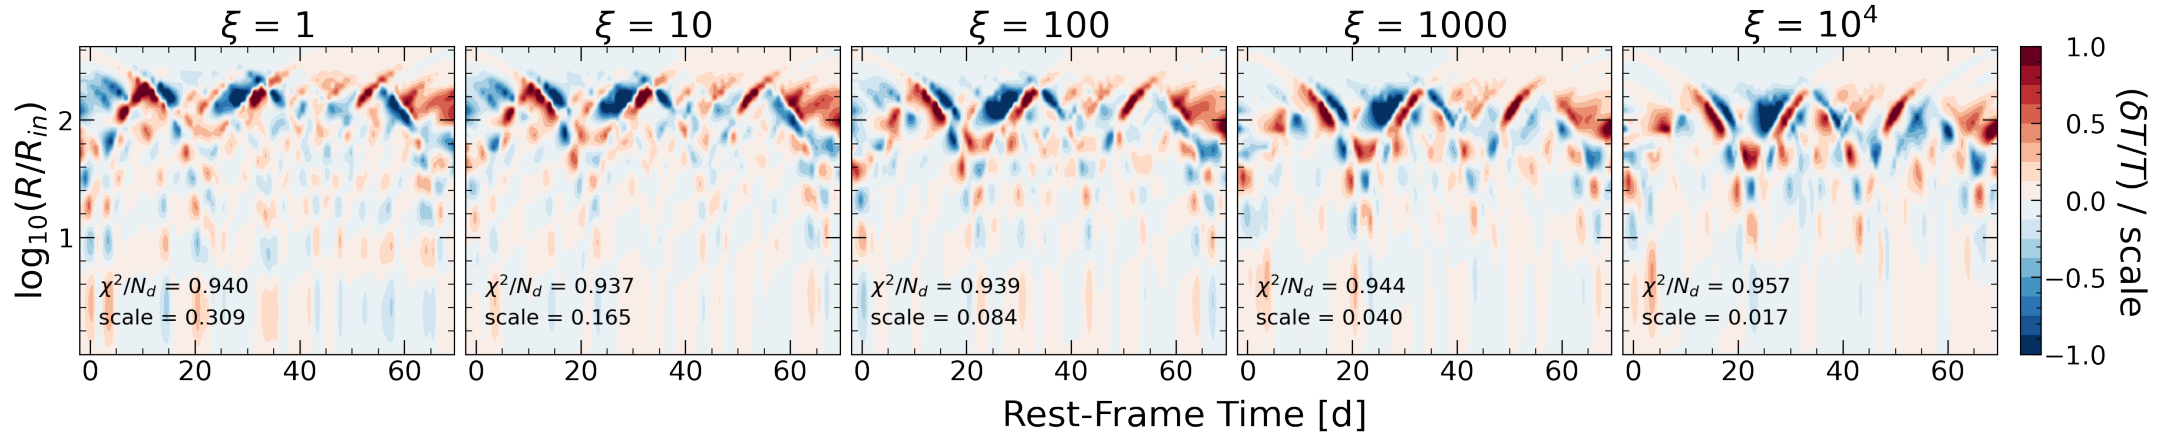 ξ = 1
ξ = 10
ξ = 100
ξ = 1000
ξ = 10⁴
log₁₀(R/Rᵢₙ)
2
1
χ²/N_d = 0.940
scale = 0.309
χ²/N_d = 0.937
scale = 0.165
χ²/N_d = 0.939
scale = 0.084
χ²/N_d = 0.944
scale = 0.040
χ²/N_d = 0.957
scale = 0.017
0 20 40 60
0 20 40 60
0 20 40 60
0 20 40 60
0 20 40 60
Rest-Frame Time [d]
1.0
0.5
0.0
−0.5
−1.0
(δT/T) / scale